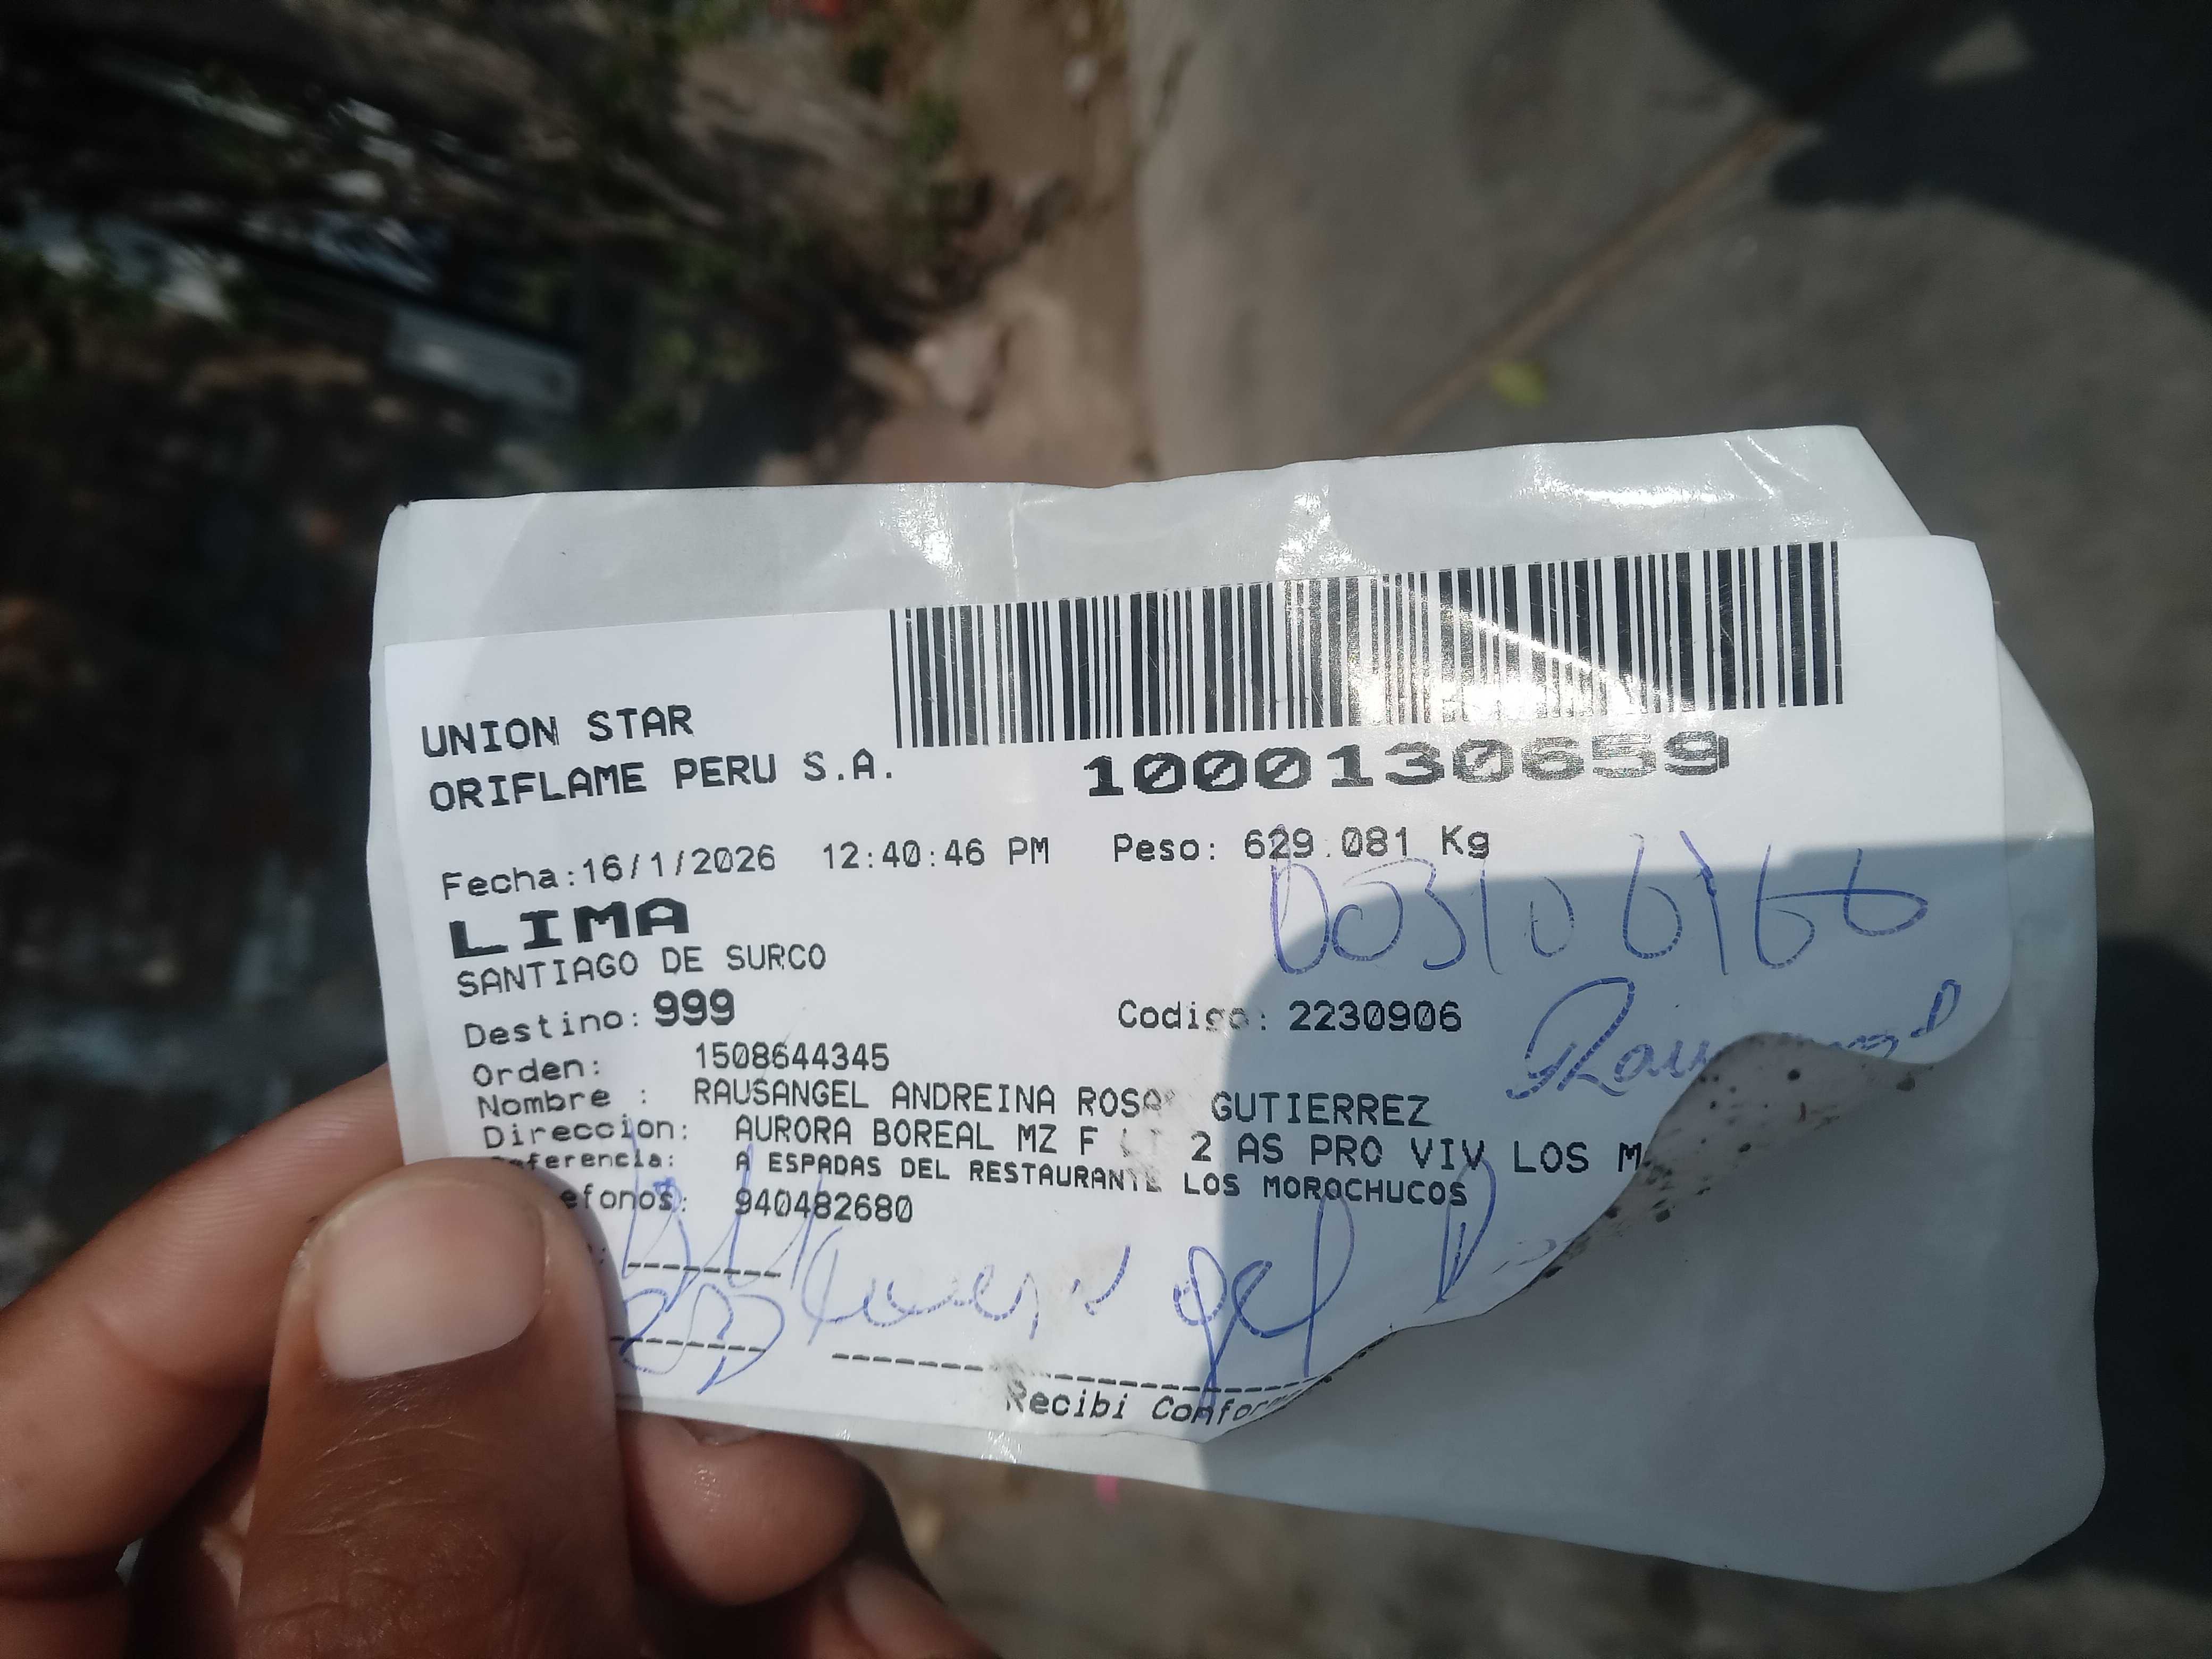 UNION STAR
ORIFLAME PERU S.A.
1000130659
Fecha:16/1/2026 12:40:46 PM Peso: 629.081 Kg
LIMA
SANTIAGO DE SURCO
Destino: 999 Codigo: 2230906
Orden: 1508644345
Nombre : RAUSANGEL ANDREINA GUTIERREZ
Direccion: AURORA BOREAL MZ F 2 AS PRO VIV LOS
A ESPADAS DEL RESTAURANTE LOS MOROCHUCOS
940482680
Recibi